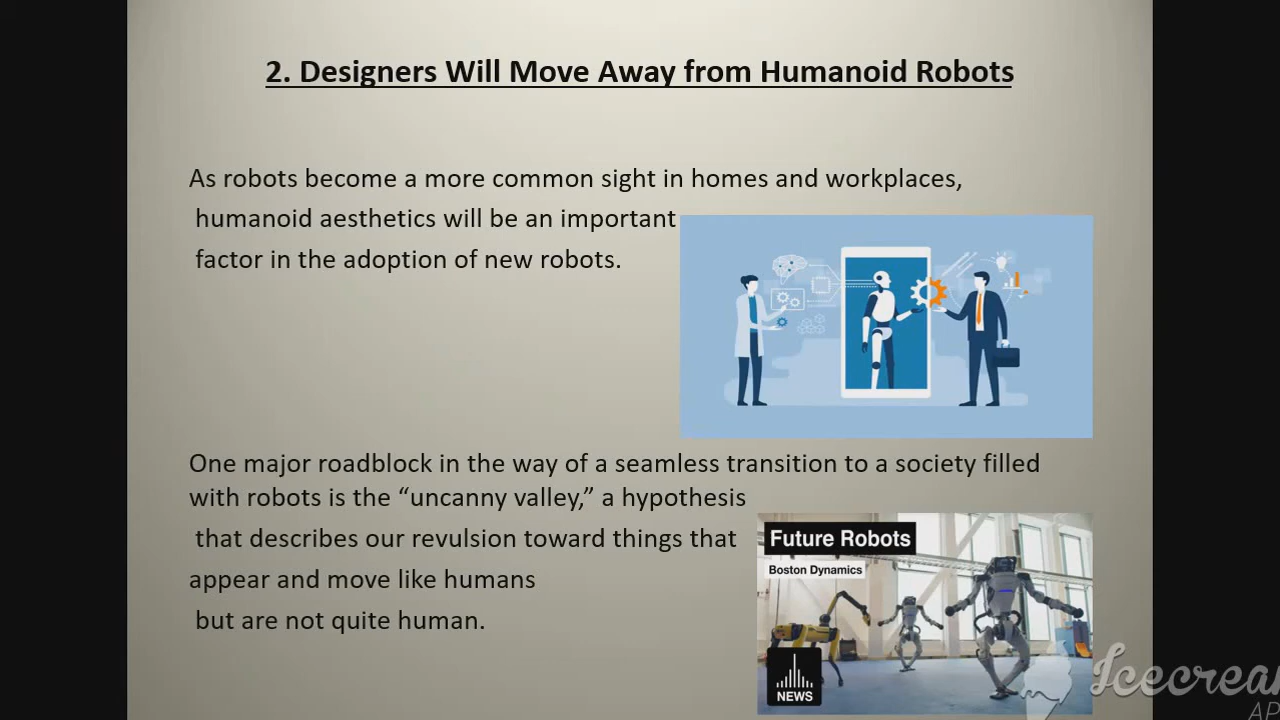 2. Designers Will Move Away from Humanoid Robots
As robots become a more common sight in homes and workplaces,
humanoid aesthetics will be an important
factor in the adoption of new robots.
One major roadblock in the way of a seamless transition to a society filled
with robots is the “uncanny valley,” a hypothesis
that describes our revulsion toward things that
appear and move like humans
but are not quite human.
Future Robots
Boston Dynamics
NEWS
Icecrea
AP